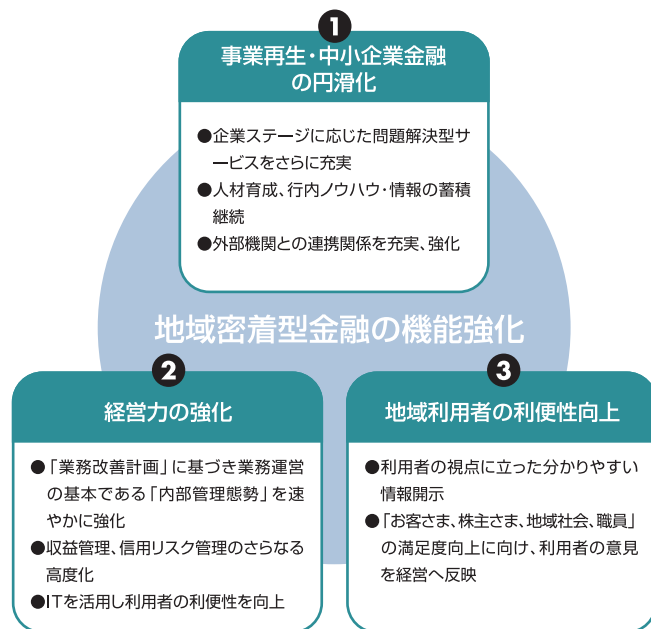 1
事業再生・中小企業金融
の円滑化
●企業ステージに応じた問題解決型サ
ービスをさらに充実
●人材育成、行内ノウハウ・情報の蓄積
継続
●外部機関との連携関係を充実、強化
地域密着型金融の機能強化
2
経営力の強化
●「業務改善計画」に基づき業務運営
の基本である「内部管理態勢」を速
やかに強化
●収益管理、信用リスク管理のさらなる
高度化
●ITを活用し利用者の利便性を向上
3
地域利用者の利便性向上
●利用者の視点に立った分かりやすい
情報開示
●「お客さま、株主さま、地域社会、職員」
の満足度向上に向け、利用者の意見
を経営へ反映